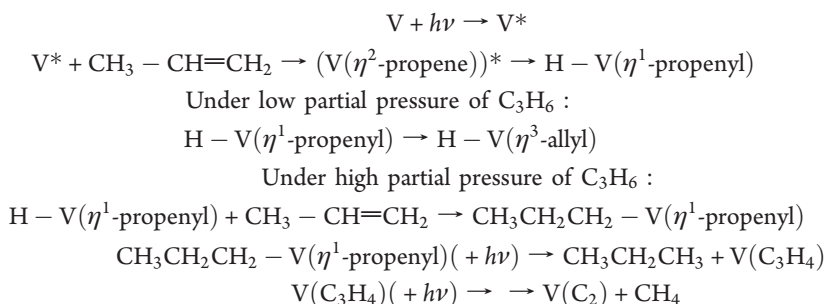 V + hν → V*
V* + CH₃ − CH=CH₂ → (V(η²-propene))* → H − V(η¹-propenyl)
Under low partial pressure of C₃H₆ :
H − V(η¹-propenyl) → H − V(η³-allyl)
Under high partial pressure of C₃H₆ :
H − V(η¹-propenyl) + CH₃ − CH=CH₂ → CH₃CH₂CH₂ − V(η¹-propenyl)
CH₃CH₂CH₂ − V(η¹-propenyl)( + hν) → CH₃CH₂CH₃ + V(C₃H₄)
V(C₃H₄)( + hν) → → V(C₂) + CH₄